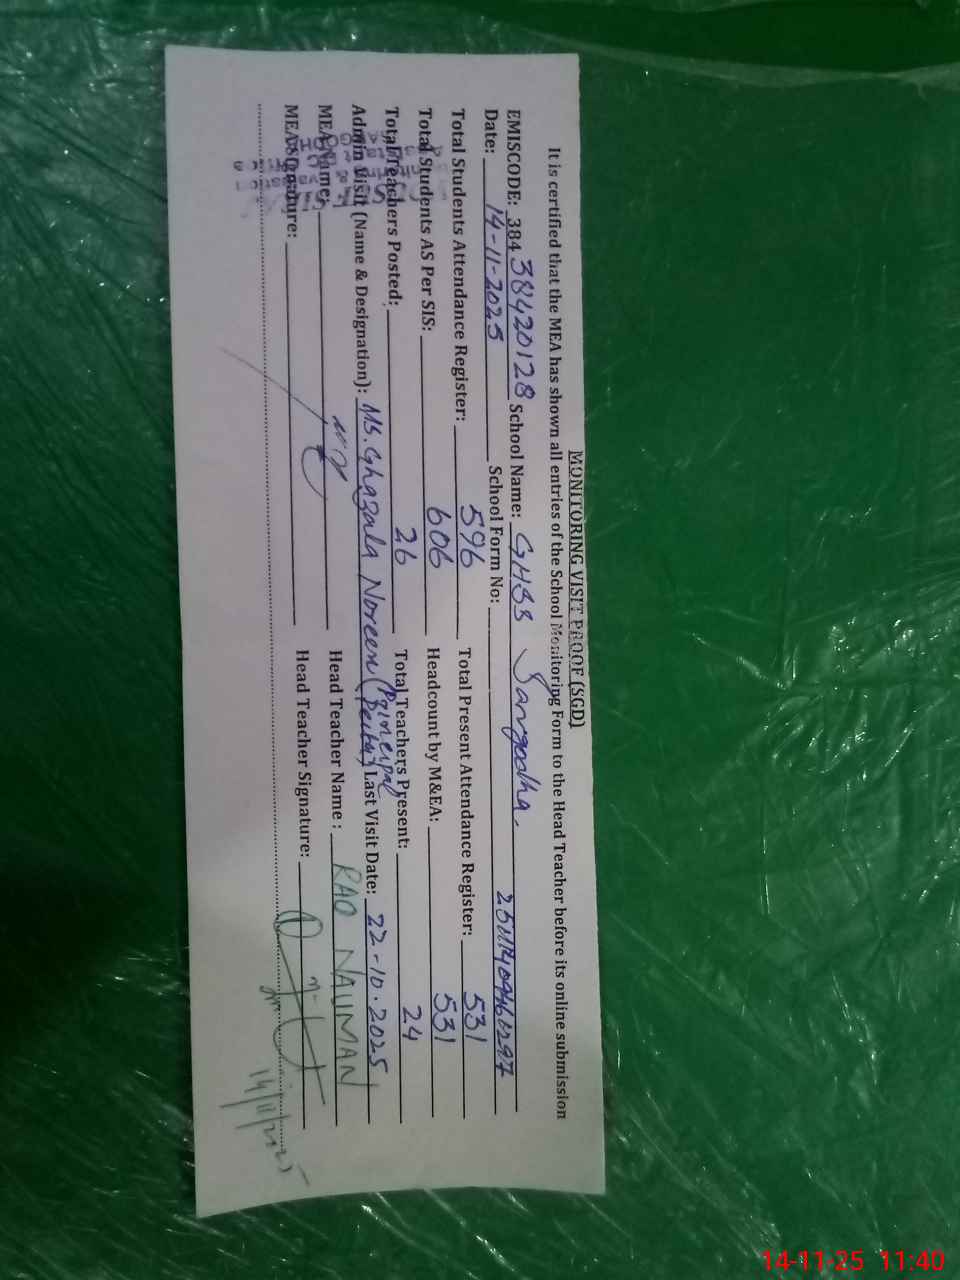 MONITORING VISIT PROOF (SGD)
It is certified that the MEA has shown all entries of the School Monitoring Form to the Head Teacher before its online submission
EMISCODE: 384 38420128 School Name: GHSS Sargodha.
Date: 14-11-2025 School Form No:
Total Students Attendance Register: 596 Total Present Attendance Register: 531
Total Students AS Per SIS: 606 Headcount by M&EA: 531
Total Teachers Posted: 26 Total Teachers Present: 24
Admin Visit (Name & Designation): Ms. Ghazala Noreen (Principal Last Visit Date: 22-10-2025
MEA Name: Head Teacher Name: RAO NAUMAN
MEA Signature: Head Teacher Signature:
14/11/2025
14-11-25 11:40